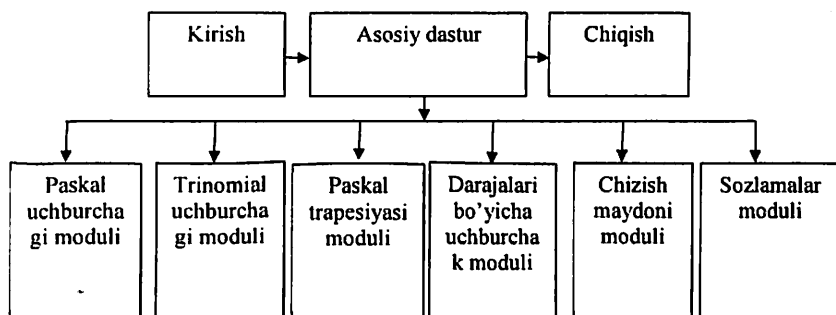 Kirish
Asosiy dastur
Chiqish
Paskal
uchburcha
gi moduli
Trinomial
uchburcha
gi moduli
Paskal
trapesiyasi
moduli
Darajalari
bo'yicha
uchburcha
k moduli
Chizish
maydoni
moduli
Sozlamalar
moduli